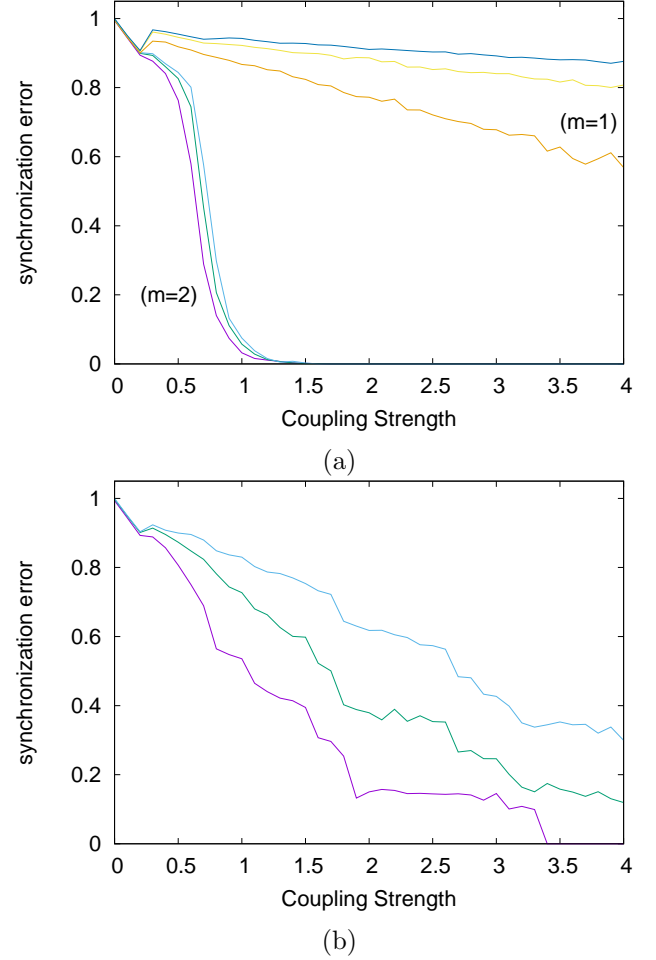 1
0.8
0.6
0.4
0.2
0
synchronization error
(m=1)
(m=2)
0 0.5 1 1.5 2 2.5 3 3.5 4
Coupling Strength
(a)
1
0.8
0.6
0.4
0.2
0
synchronization error
0 0.5 1 1.5 2 2.5 3 3.5 4
Coupling Strength
(b)